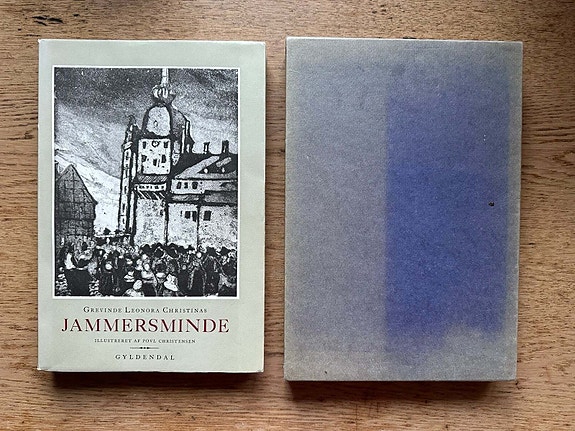 Grevinde Leonora Christinas
JAMMERSMINDE
ILLUSTRERET AF POVL CHRISTENSEN
GYLDENDAL